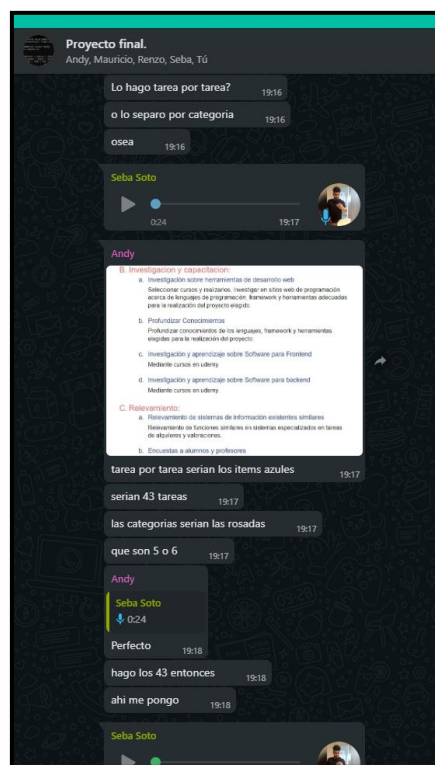 Proyecto final.
Andy, Mauricio, Renzo, Seba, Tú
Lo hago tarea por tarea?
19:16
o lo separo por categoria
19:16
osea
19:16
Seba Soto
0:24
19:17
Andy
B. Investigacion y capacitacion:
a. Investigación sobre herramientas de desarrollo web
Seleccionar cursos y realizarlos. Investigar en sitios web de programación
acerca de lenguajes de programación, framework y herramientas adecuadas
para la realización del proyecto elegido.
b. Profundizar Conocimientos
Profundizar conocimientos de los lenguajes, framework y herramientas
elegidas para la realización del proyecto.
c. Investigación y aprendizaje sobre Software para Frontend
Mediante cursos en udemy
d. Investigación y aprendizaje sobre Software para backend
Mediante cursos en udemy
C. Relevamiento:
a. Relevamiento de sistemas de información existentes similares
Relevamiento de funciones similares en sistemas especializados en tareas
de alquileres y valoraciones.
b. Encuestas a alumnos y profesores
tarea por tarea serian los items azules
19:17
serian 43 tareas
19:17
las categorias serian las rosadas
19:17
que son 5 o 6
19:17
Andy
Seba Soto
0:24
Perfecto
19:18
hago los 43 entonces
19:18
ahi me pongo
19:18
Seba Soto